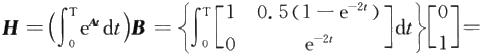 H = (∫₀ᵀ e^{At} dt) B = {∫₀ᵀ [1 0.5(1 − e^{−2t}) ; 0 e^{−2t}] dt} [0 ; 1] =